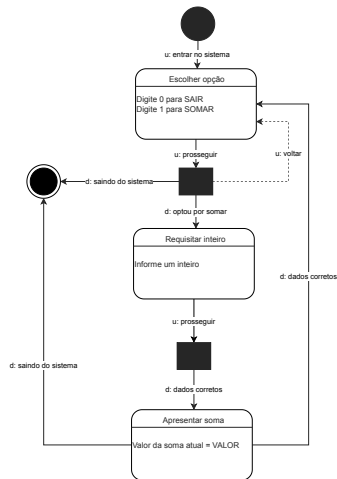 u: entrar no sistema
Escolher opção
Digite 0 para SAIR
Digite 1 para SOMAR
u: prosseguir
u: voltar
d: saindo do sistema
d: optou por somar
Requisitar inteiro
Informe um inteiro
d: dados corretos
u: prosseguir
d: saindo do sistema
d: dados corretos
Apresentar soma
Valor da soma atual = VALOR